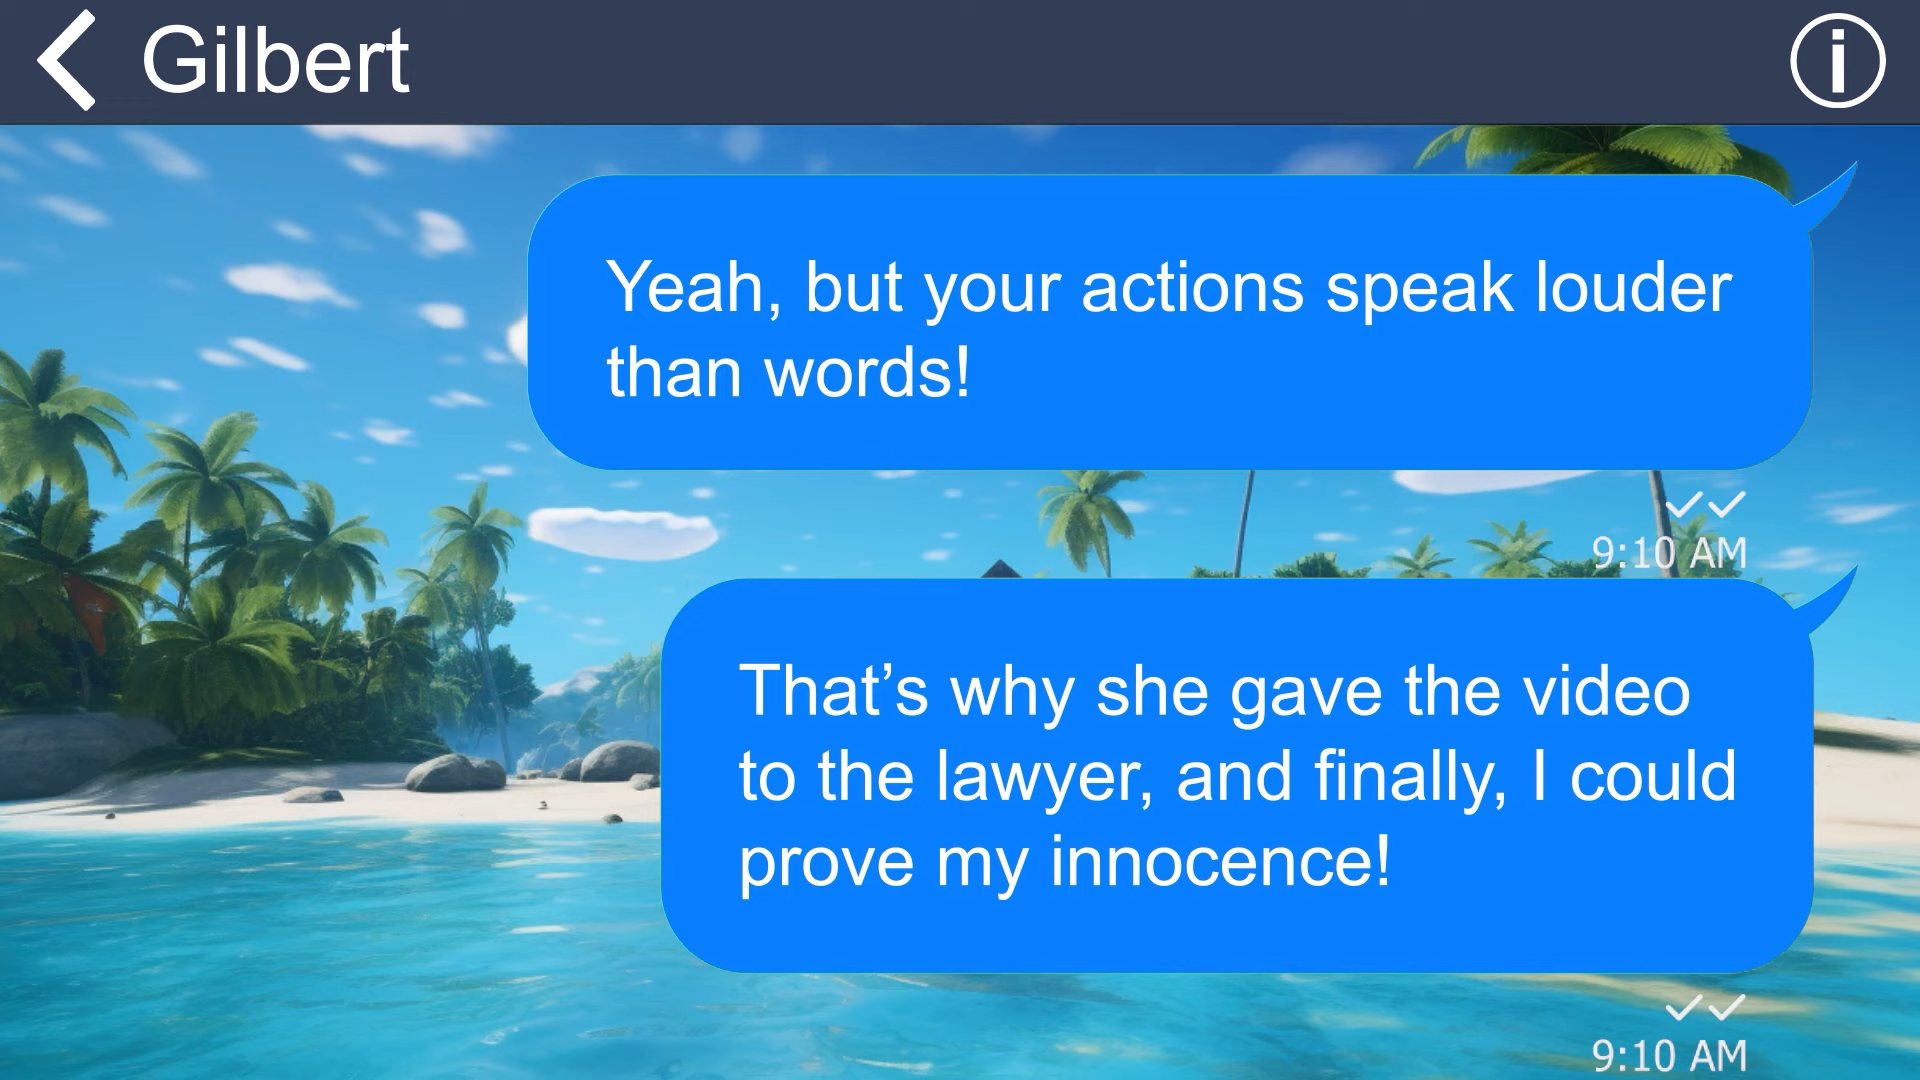 Gilbert
Yeah, but your actions speak louder
than words!
9:10 AM
That’s why she gave the video
to the lawyer, and finally, I could
prove my innocence!
9:10 AM